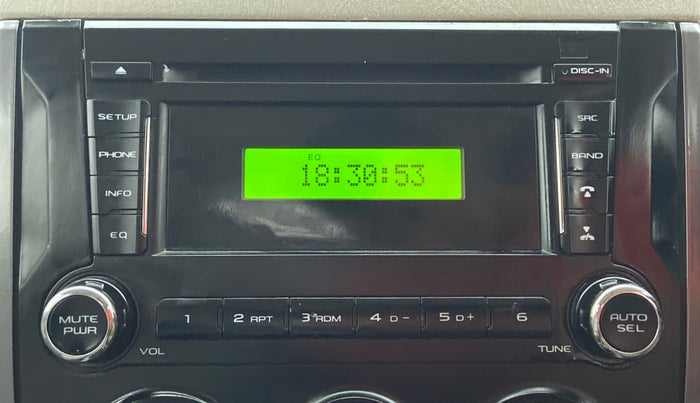 DISC-IN
SETUP
SRC
PHONE
BAND
EQ
18:30:53
INFO
EQ
MUTE
PWR
1
2 RPT
3 RDM
4 D-
5 D+
6
AUTO
SEL
VOL
TUNE